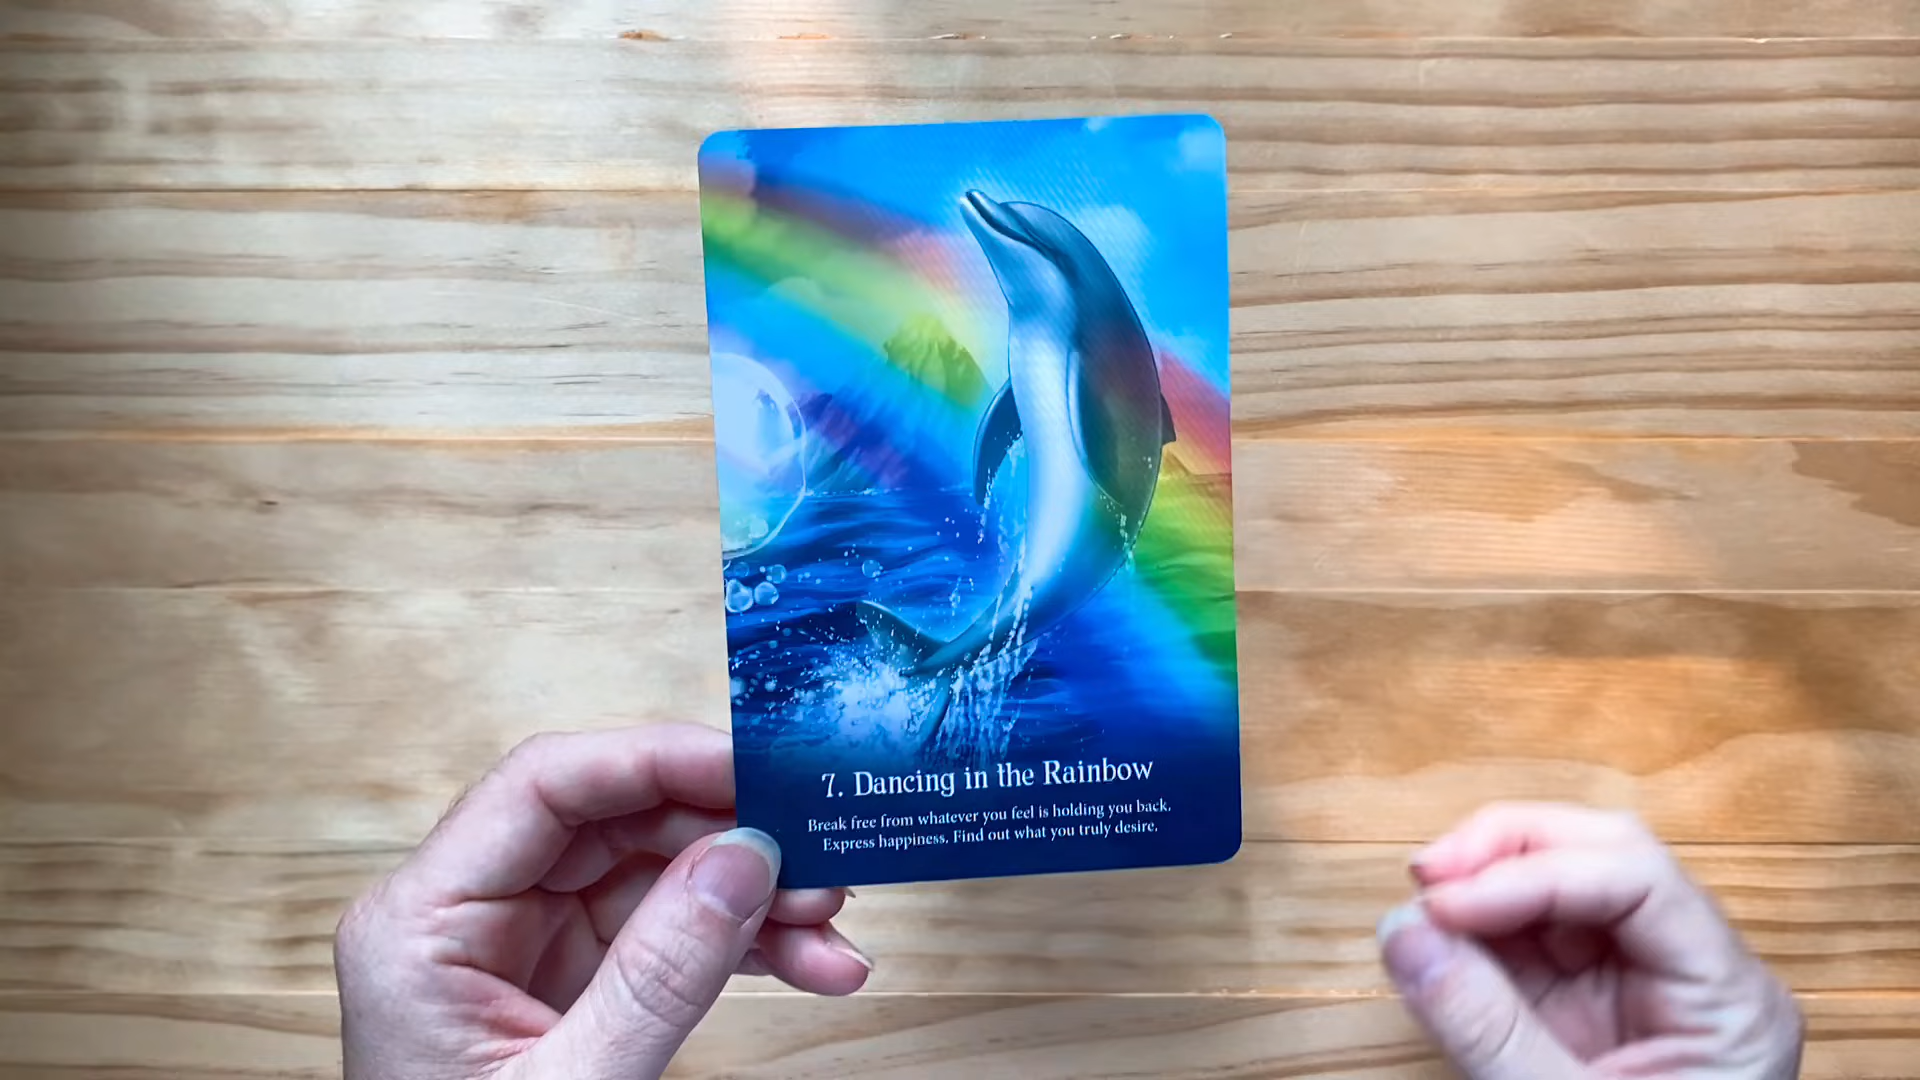 7. Dancing in the Rainbow
Break free from whatever you feel is holding you back.
Express happiness. Find out what you truly desire.